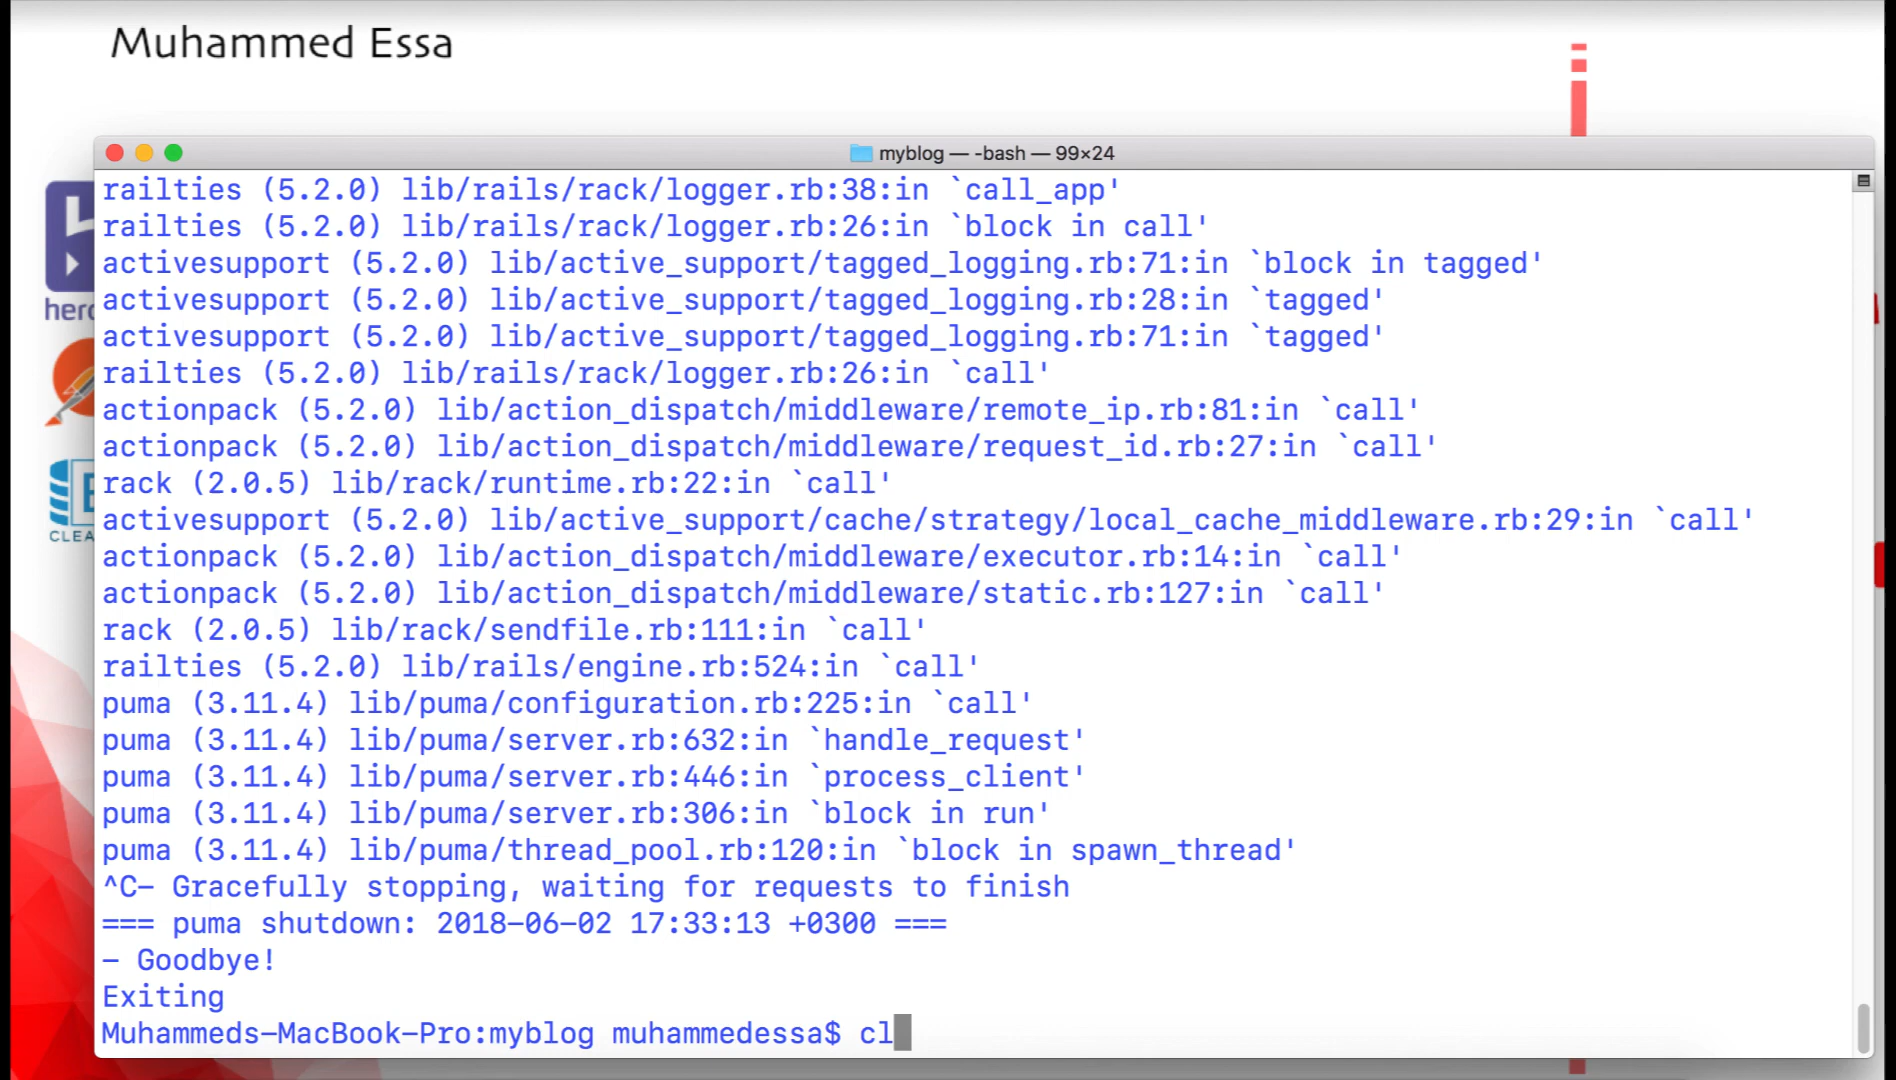 Muhammed Essa
myblog — -bash — 99×24
railties (5.2.0) lib/rails/rack/logger.rb:38:in `call_app'
railties (5.2.0) lib/rails/rack/logger.rb:26:in `block in call'
activesupport (5.2.0) lib/active_support/tagged_logging.rb:71:in `block in tagged'
activesupport (5.2.0) lib/active_support/tagged_logging.rb:28:in `tagged'
activesupport (5.2.0) lib/active_support/tagged_logging.rb:71:in `tagged'
railties (5.2.0) lib/rails/rack/logger.rb:26:in `call'
actionpack (5.2.0) lib/action_dispatch/middleware/remote_ip.rb:81:in `call'
actionpack (5.2.0) lib/action_dispatch/middleware/request_id.rb:27:in `call'
rack (2.0.5) lib/rack/runtime.rb:22:in `call'
activesupport (5.2.0) lib/active_support/cache/strategy/local_cache_middleware.rb:29:in `call'
actionpack (5.2.0) lib/action_dispatch/middleware/executor.rb:14:in `call'
actionpack (5.2.0) lib/action_dispatch/middleware/static.rb:127:in `call'
rack (2.0.5) lib/rack/sendfile.rb:111:in `call'
railties (5.2.0) lib/rails/engine.rb:524:in `call'
puma (3.11.4) lib/puma/configuration.rb:225:in `call'
puma (3.11.4) lib/puma/server.rb:632:in `handle_request'
puma (3.11.4) lib/puma/server.rb:446:in `process_client'
puma (3.11.4) lib/puma/server.rb:306:in `block in run'
puma (3.11.4) lib/puma/thread_pool.rb:120:in `block in spawn_thread'
^C- Gracefully stopping, waiting for requests to finish
=== puma shutdown: 2018-06-02 17:33:13 +0300 ===
- Goodbye!
Exiting
Muhammeds-MacBook-Pro:myblog muhammedessa$ cl